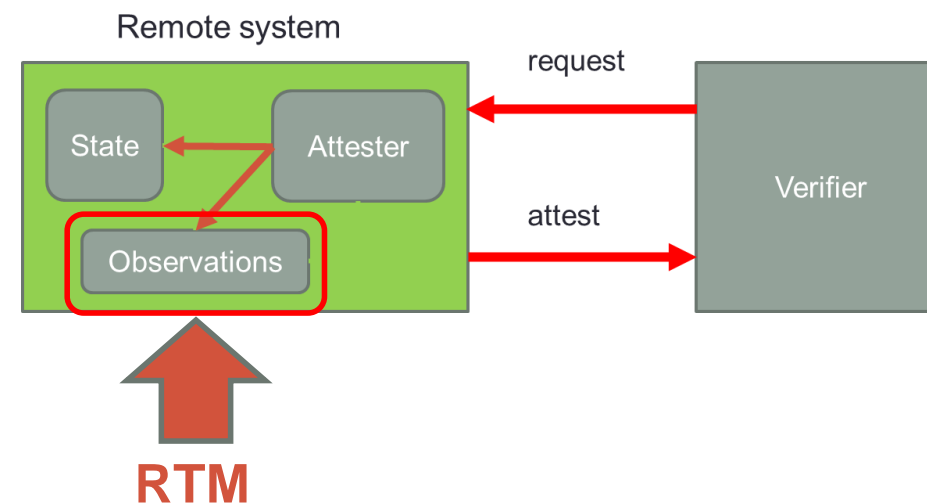 Remote system
request
State
Attester
Verifier
attest
Observations
RTM